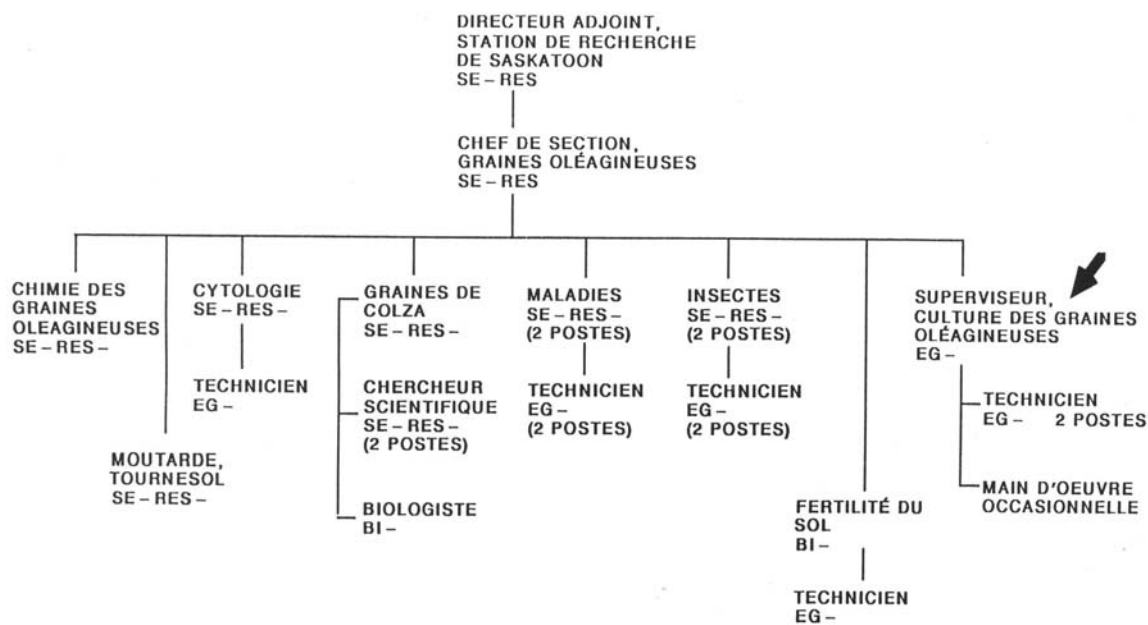 DIRECTEUR ADJOINT,
STATION DE RECHERCHE
DE SASKATOON
SE – RES
CHEF DE SECTION,
GRAINES OLÉAGINEUSES
SE – RES
CHIMIE DES
GRAINES
OLEAGINEUSES
SE – RES –
MOUTARDE,
TOURNESOL
SE – RES –
CYTOLOGIE
SE – RES –
TECHNICIEN
EG –
GRAINES DE
COLZA
SE – RES –
CHERCHEUR
SCIENTIFIQUE
SE – RES –
(2 POSTES)
BIOLOGISTE
BI –
MALADIES
SE – RES –
(2 POSTES)
TECHNICIEN
EG –
(2 POSTES)
INSECTES
SE – RES –
(2 POSTES)
TECHNICIEN
EG –
(2 POSTES)
FERTILITÉ DU
SOL
BI –
TECHNICIEN
EG –
SUPERVISEUR,
CULTURE DES GRAINES
OLÉAGINEUSES
EG –
TECHNICIEN
EG – 2 POSTES
MAIN D'OEUVRE
OCCASIONNELLE